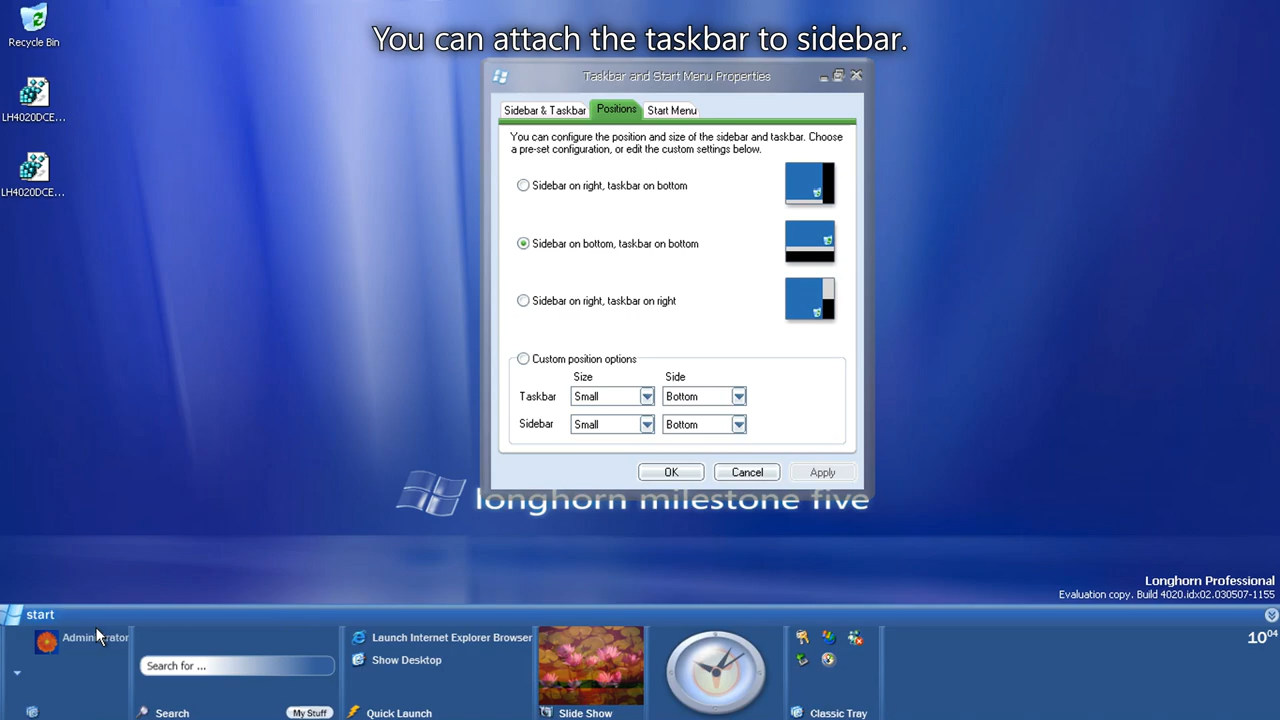 You can attach the taskbar to sidebar.
Recycle Bin
LH4020DCE...
LH4020DCE...
Taskbar and Start Menu Properties
Sidebar & Taskbar
Positions
Start Menu
You can configure the position and size of the sidebar and taskbar. Choose
a pre-set configuration, or edit the custom settings below.
Sidebar on right, taskbar on bottom
Sidebar on bottom, taskbar on bottom
Sidebar on right, taskbar on right
Custom position options
Size Side
Taskbar Small Bottom
Sidebar Small Bottom
OK Cancel Apply
longhorn milestone five
Longhorn Professional
Evaluation copy. Build 4020.idx02.030507-1155
start
Administrator
Search for ...
Search
My Stuff
Launch Internet Explorer Browser
Show Desktop
Quick Launch
Slide Show
Classic Tray
10 04